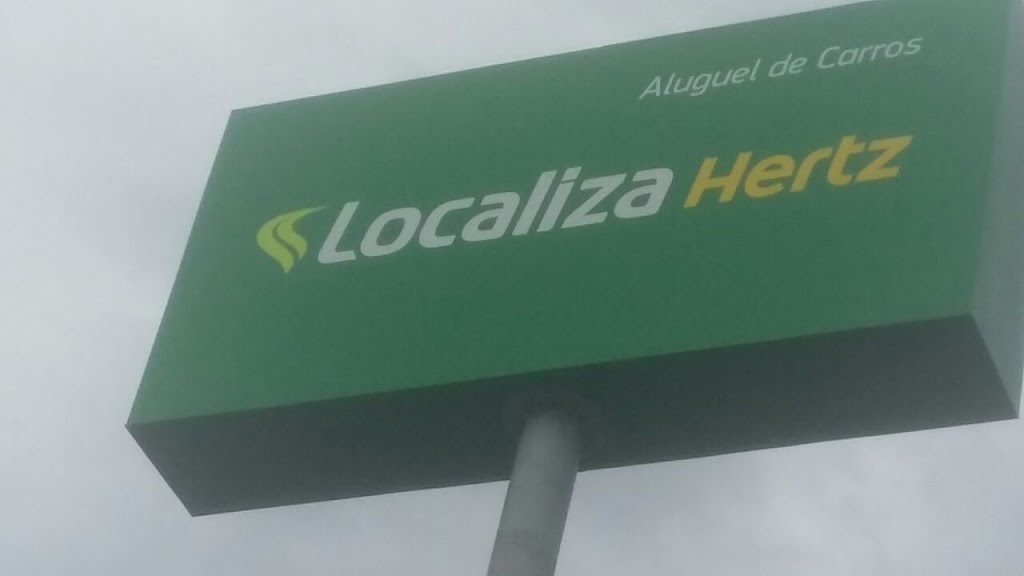 Aluguel de Carros
Localiza Hertz